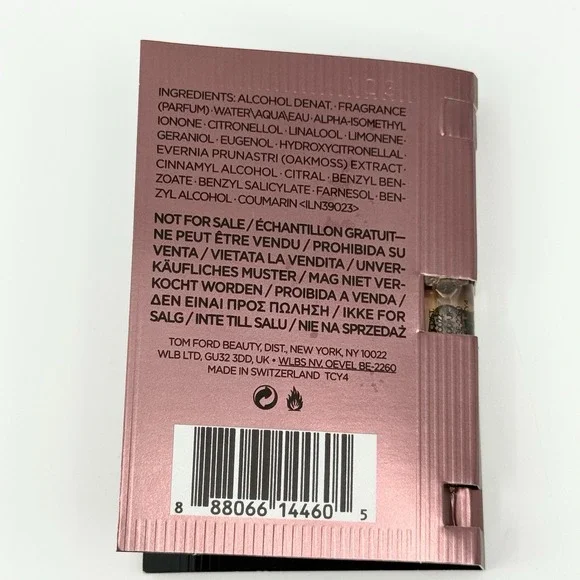 INGREDIENTS: ALCOHOL DENAT. · FRAGRANCE
(PARFUM) · WATER\AQUA\EAU · ALPHA-ISOMETHYL
IONONE · CITRONELLOL · LINALOOL · LIMONENE ·
GERANIOL · EUGENOL · HYDROXYCITRONELLAL ·
EVERNIA PRUNASTRI (OAKMOSS) EXTRACT ·
CINNAMYL ALCOHOL · CITRAL · BENZYL BEN-
ZOATE · BENZYL SALICYLATE · FARNESOL · BEN-
ZYL ALCOHOL · COUMARIN <ILN39023>
NOT FOR SALE / ÉCHANTILLON GRATUIT—
NE PEUT ÊTRE VENDU / PROHIBIDA SU
VENTA / VIETATA LA VENDITA / UNVER-
KÄUFLICHES MUSTER / MAG NIET VER-
KOCHT WORDEN / PROIBIDA A VENDA /
ΔΕΝ ΕΙΝΑΙ ΠΡΟΣ ΠΩΛΗΣΗ / IKKE FOR
SALG / INTE TILL SALU / NIE NA SPRZEDAŻ
TOM FORD BEAUTY, DIST., NEW YORK, NY 10022
WLB LTD, GU32 3DD, UK • WLBS NV, OEVEL BE-2260
MADE IN SWITZERLAND TCY4
8 88066 14460 5